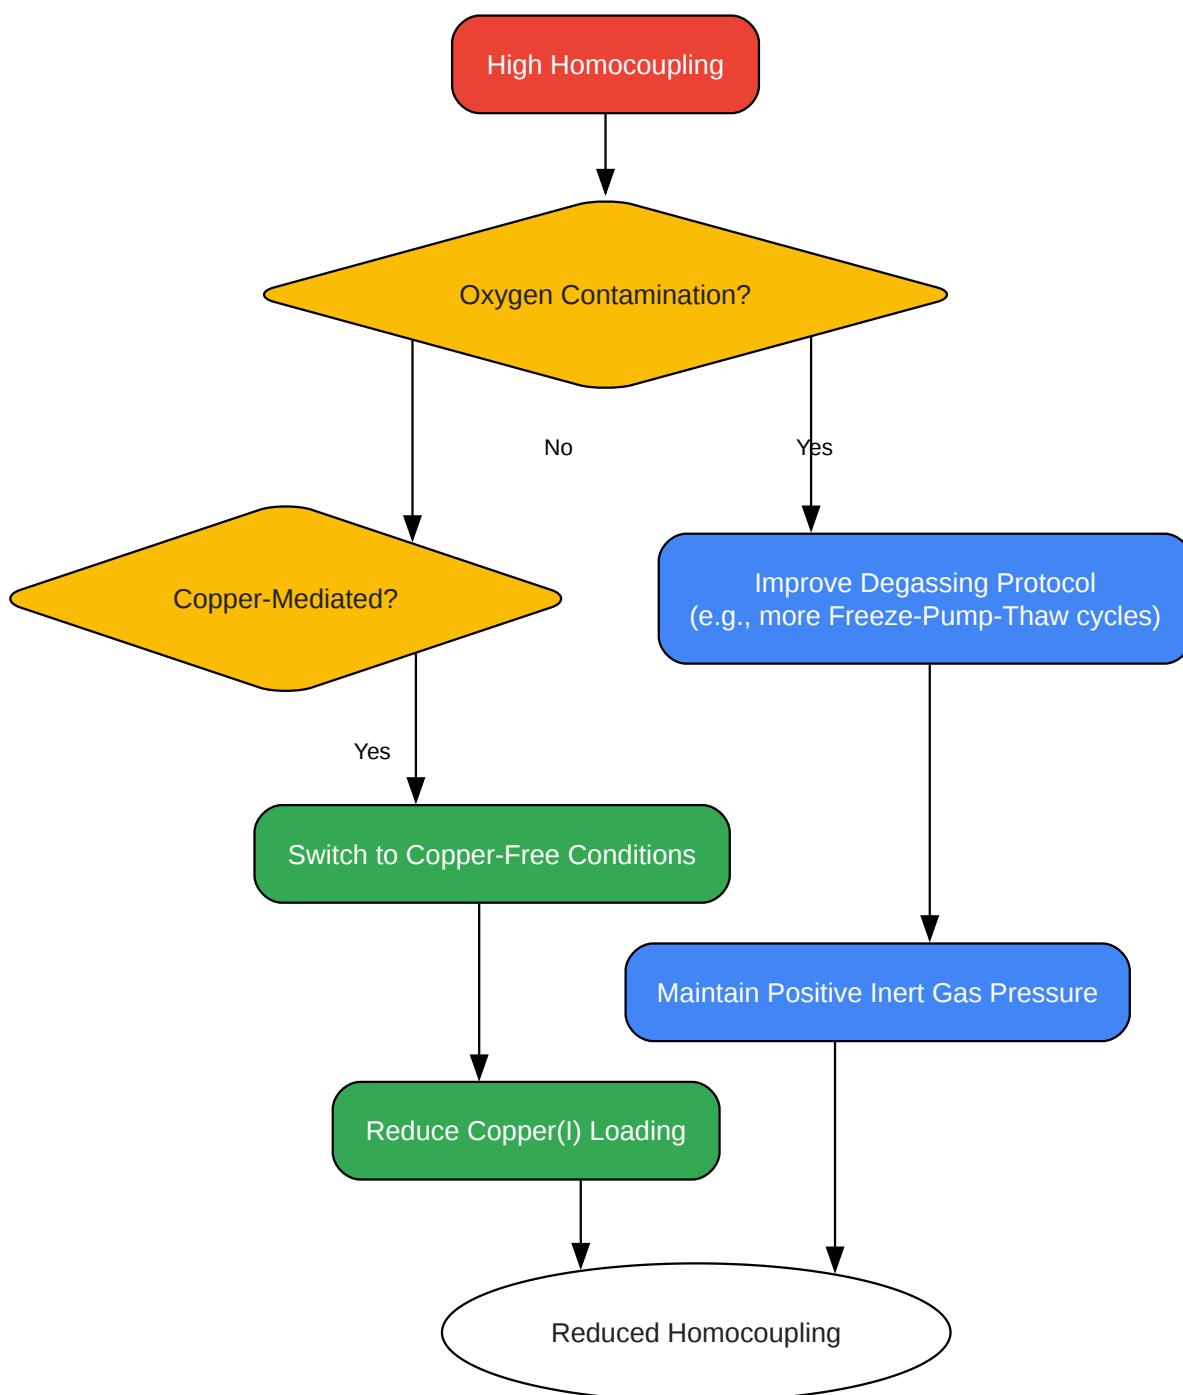 High Homocoupling
Oxygen Contamination?
No
Yes
Copper-Mediated?
Improve Degassing Protocol
(e.g., more Freeze-Pump-Thaw cycles)
Yes
Switch to Copper-Free Conditions
Maintain Positive Inert Gas Pressure
Reduce Copper(I) Loading
Reduced Homocoupling